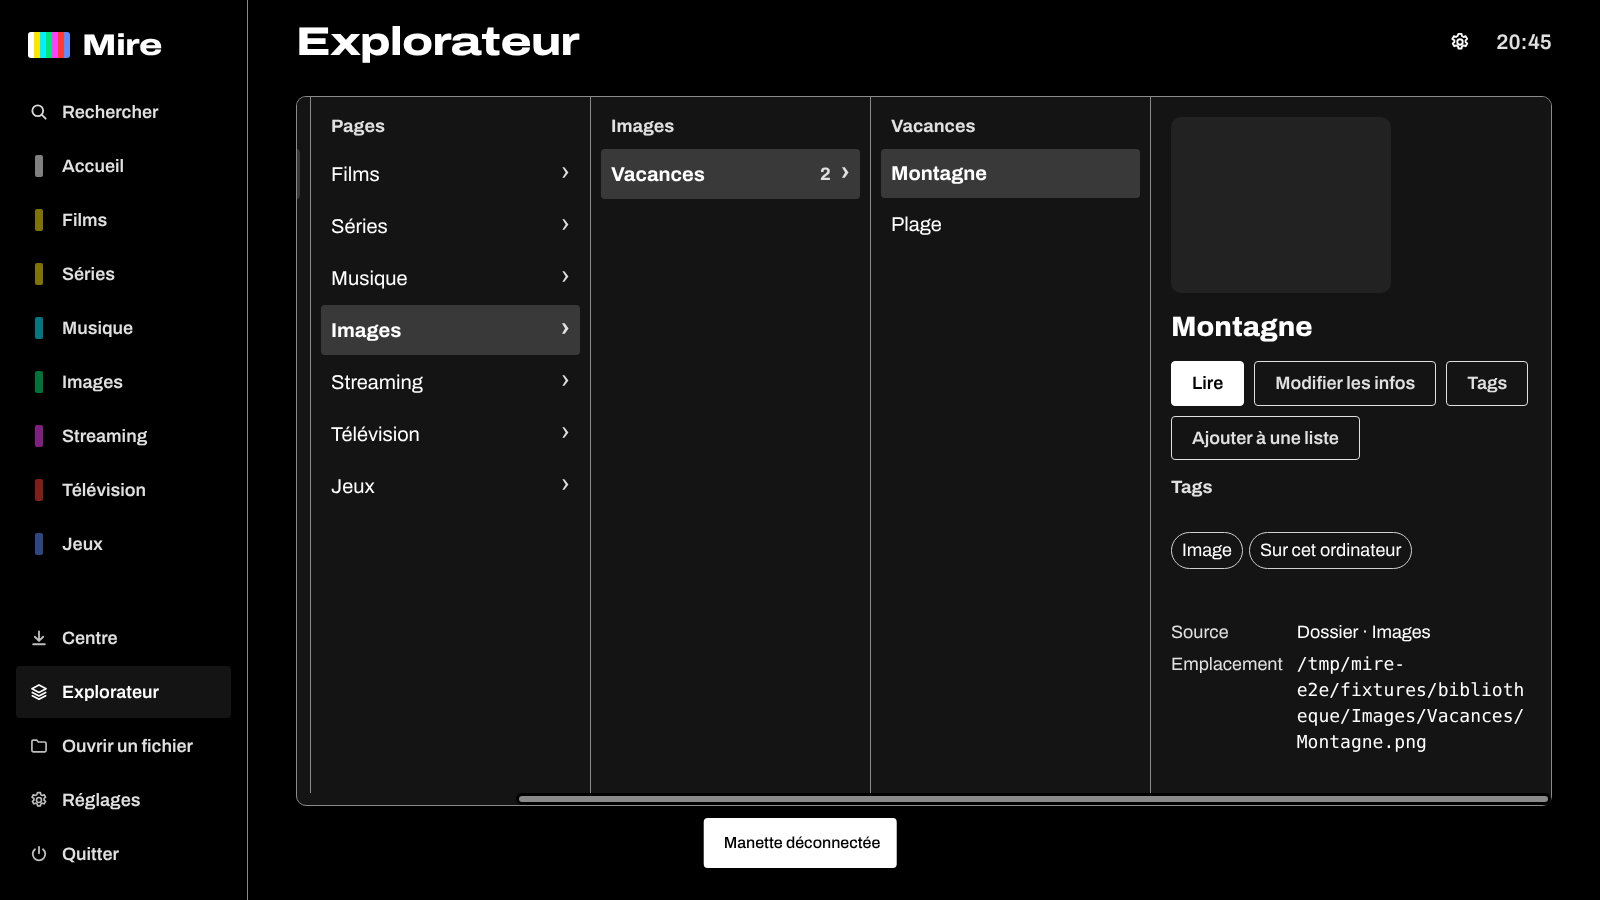 Mire
Rechercher
Accueil
Films
Séries
Musique
Images
Streaming
Télévision
Jeux
Centre
Explorateur
Ouvrir un fichier
Réglages
Quitter
Explorateur
20:45
Pages
Films
Séries
Musique
Images
Streaming
Télévision
Jeux
Images
Vacances 2
Vacances
Montagne
Plage
Montagne
Lire Modifier les infos Tags
Ajouter à une liste
Tags
Image Sur cet ordinateur
Source Dossier · Images
Emplacement /tmp/mire-
e2e/fixtures/biblioth
eque/Images/Vacances/
Montagne.png
Manette déconnectée